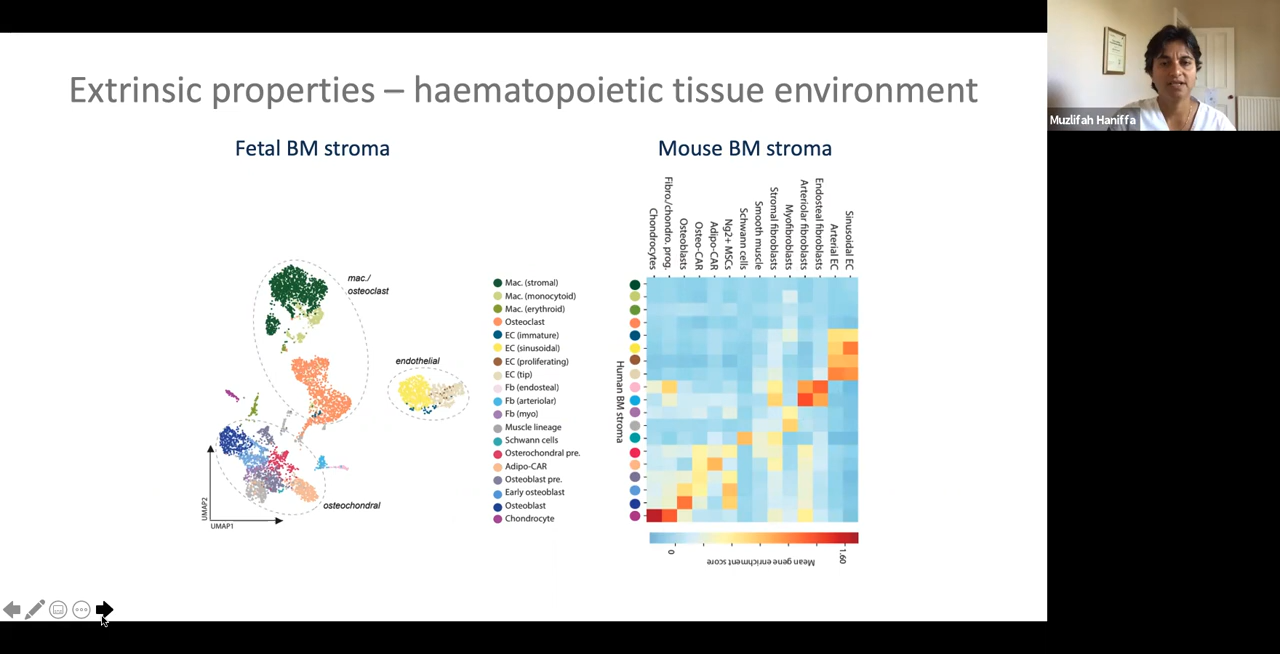 Extrinsic properties – haematopoietic tissue environment
Muzlifah Haniffa
Fetal BM stroma
mac./
osteoclast
endothelial
osteochondral
UMAP2
UMAP1
Mac. (stromal)
Mac. (monocytoid)
Mac. (erythroid)
Osteoclast
EC (immature)
EC (sinusoidal)
EC (proliferating)
EC (tip)
Fb (endosteal)
Fb (arteriolar)
Fb (myo)
Muscle lineage
Schwann cells
Osterochondral pre.
Adipo-CAR
Osteoblast pre.
Early osteoblast
Osteoblast
Chondrocyte
Mouse BM stroma
Chondrocytes
Fibro./chondro. prog.
Osteoblasts
Osteo-CAR
Adipo-CAR
Ng2+ MSCs
Schwann cells
Smooth muscle
Stromal fibroblasts
Myofibroblasts
Arteriolar fibroblasts
Endosteal fibroblasts
Arterial EC
Sinusoidal EC
Human BM stroma
0
1.60
Mean gene enrichment score